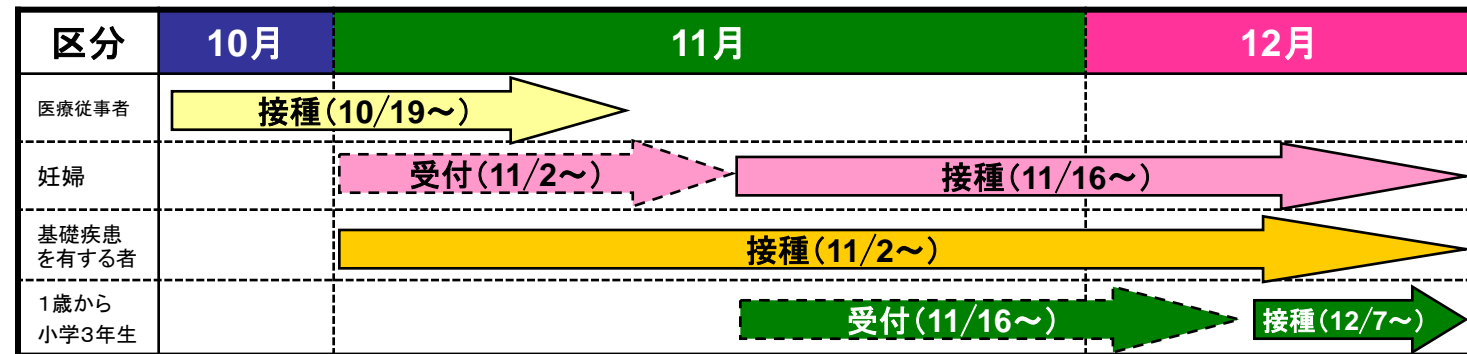 区分 10月 11月 12月
医療従事者 接種(10/19～)
妊婦 受付(11/2～) 接種(11/16～)
基礎疾患
を有する者
接種(11/2～)
1歳から
小学3年生
受付(11/16～) 接種(12/7～)